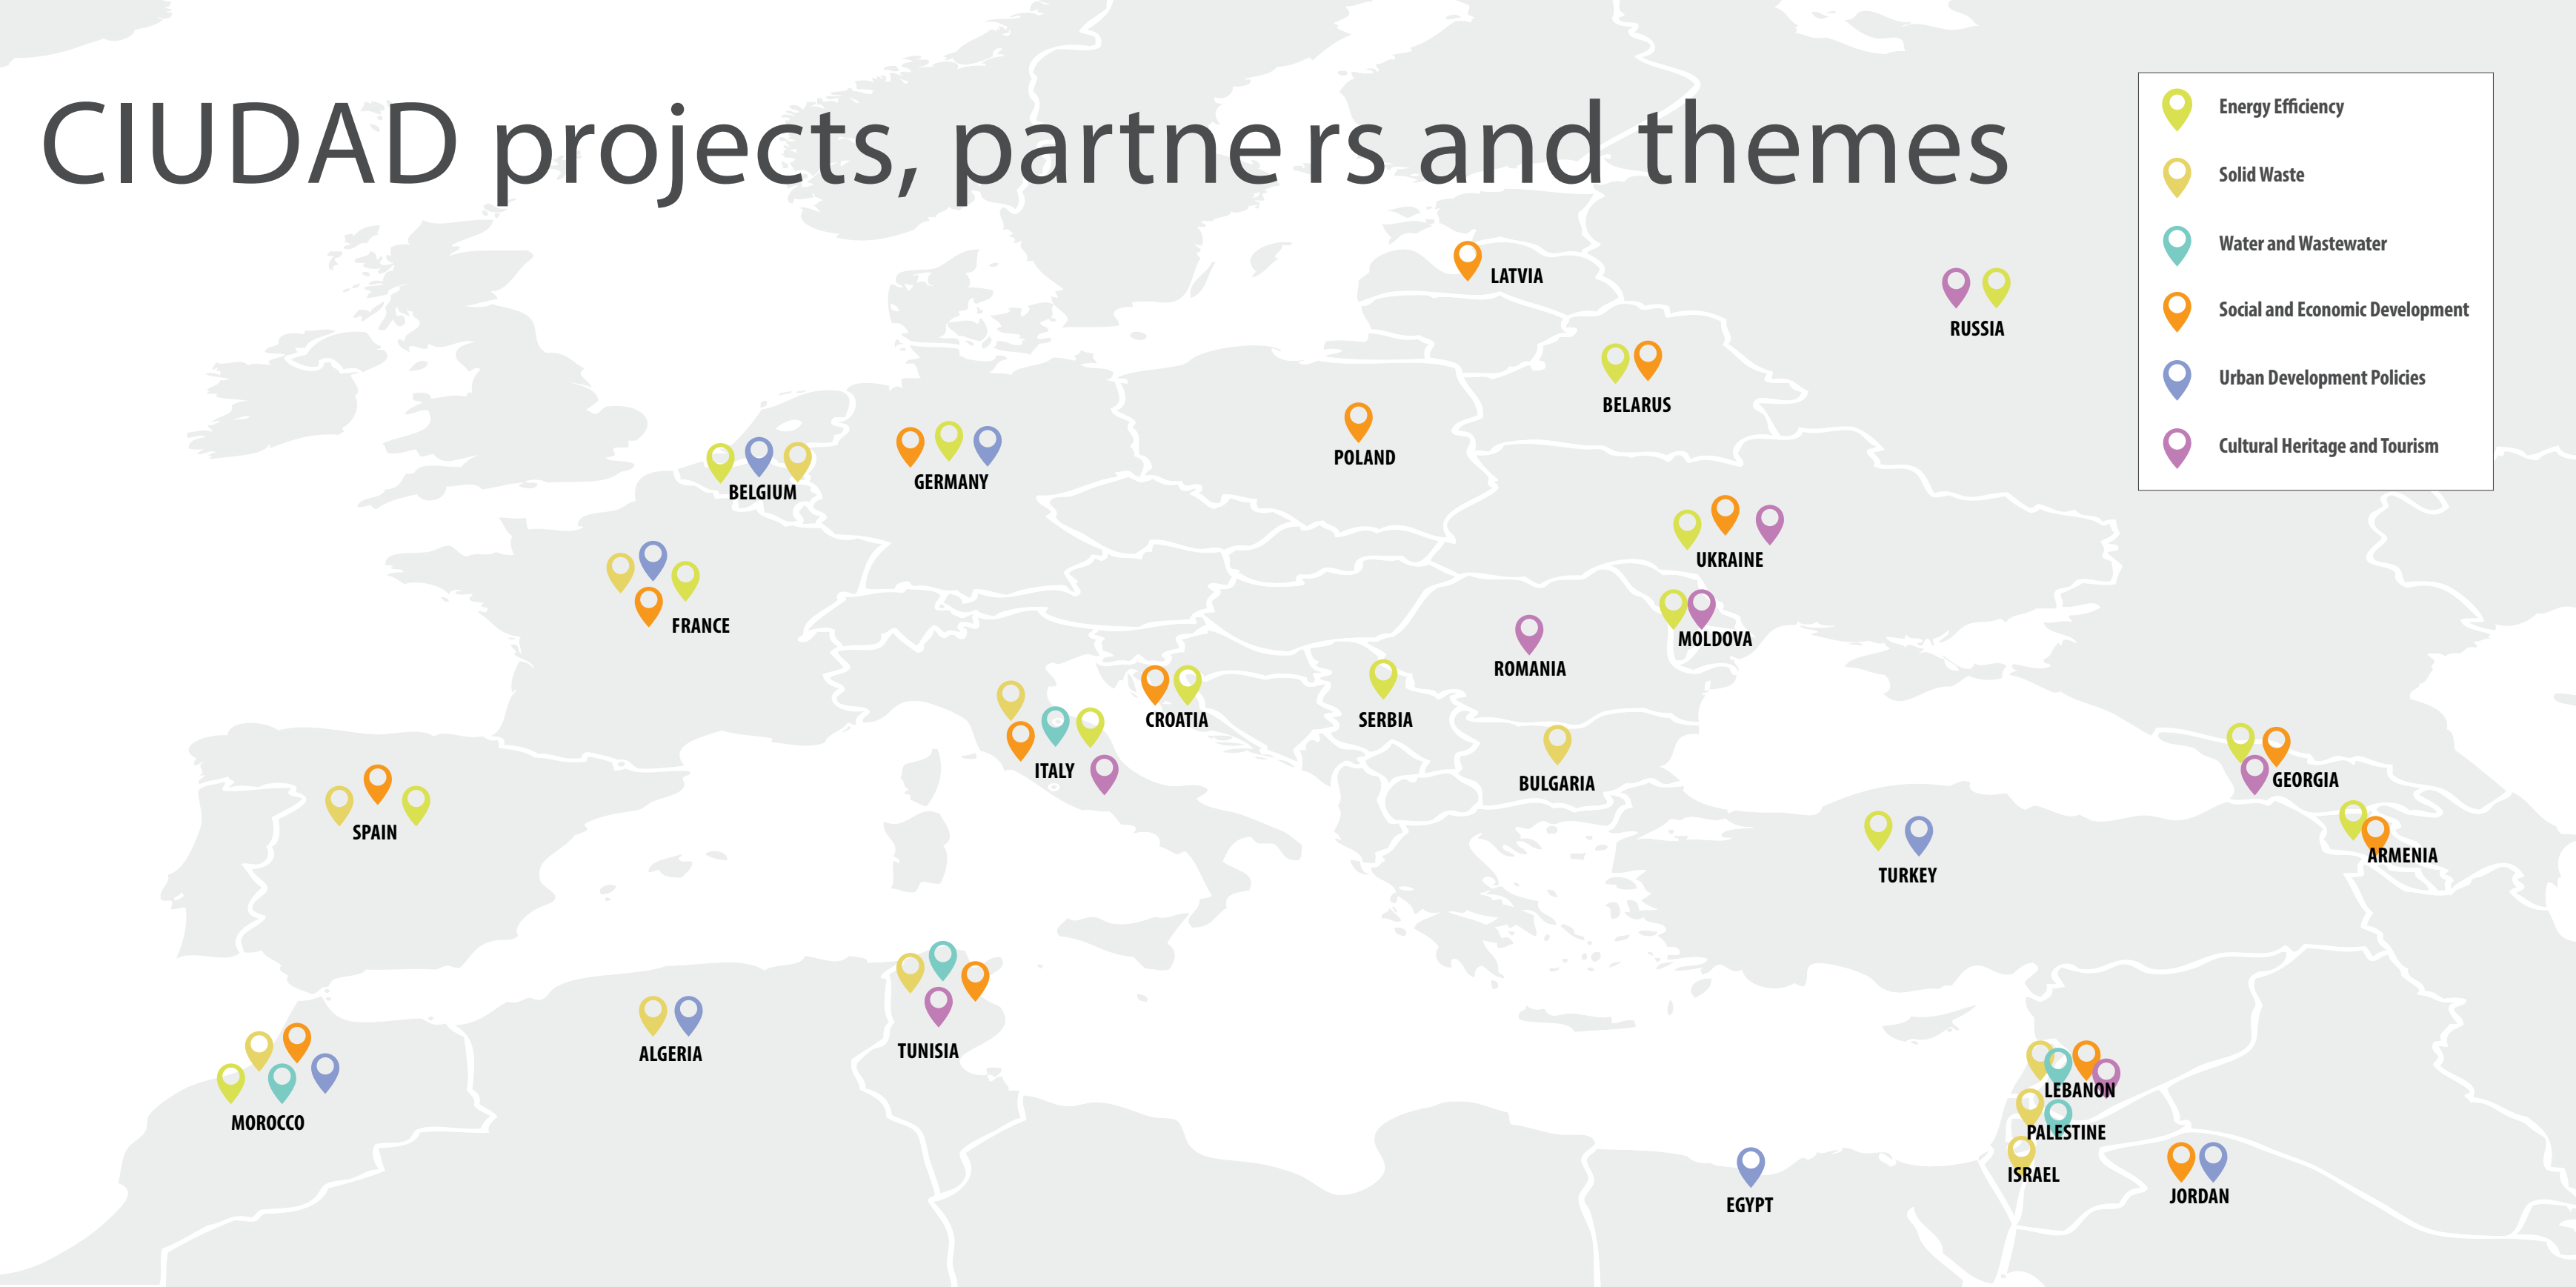 CIUDAD projects, partners and themes
Energy Efficiency
Solid Waste
Water and Wastewater
Social and Economic Development
Urban Development Policies
Cultural Heritage and Tourism
LATVIA
RUSSIA
BELARUS
POLAND
GERMANY
BELGIUM
UKRAINE
FRANCE
MOLDOVA
ROMANIA
CROATIA
SERBIA
ITALY
BULGARIA
GEORGIA
SPAIN
ARMENIA
TURKEY
TUNISIA
ALGERIA
LEBANON
MOROCCO
PALESTINE
ISRAEL
JORDAN
EGYPT